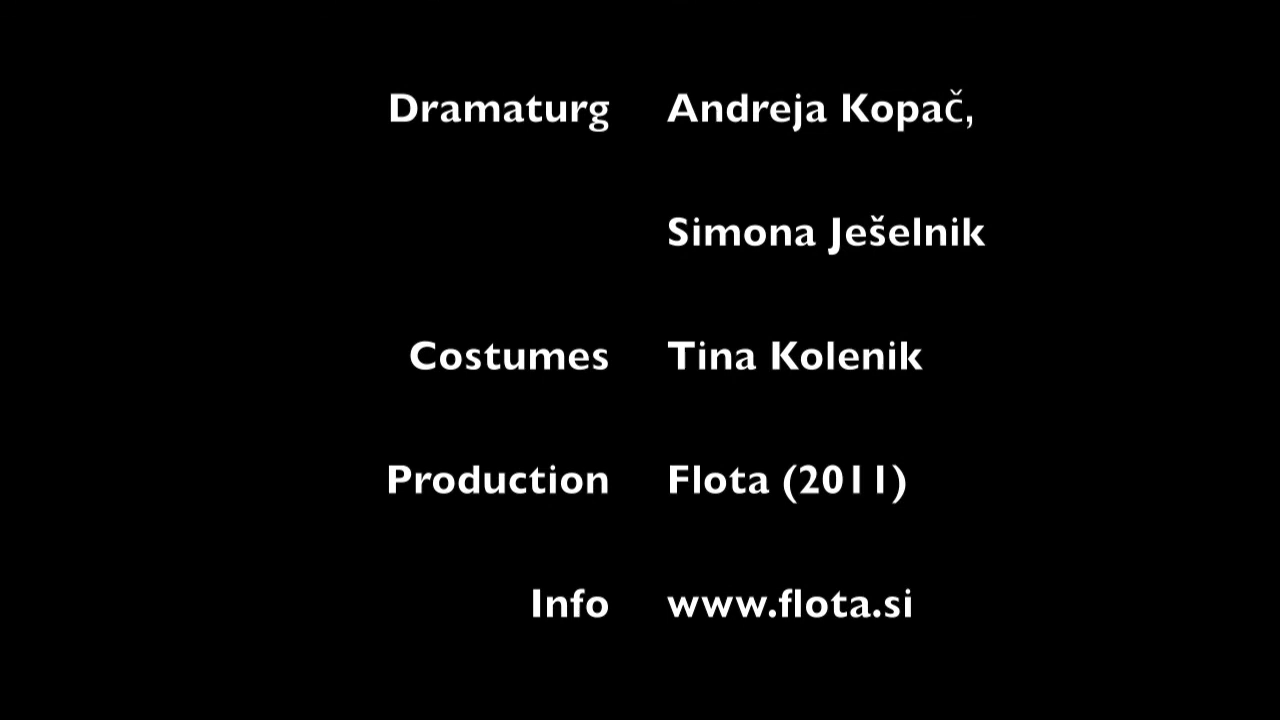 Dramaturg Andreja Kopač,
Simona Ješelnik
Costumes Tina Kolenik
Production Flota (2011)
Info www.flota.si